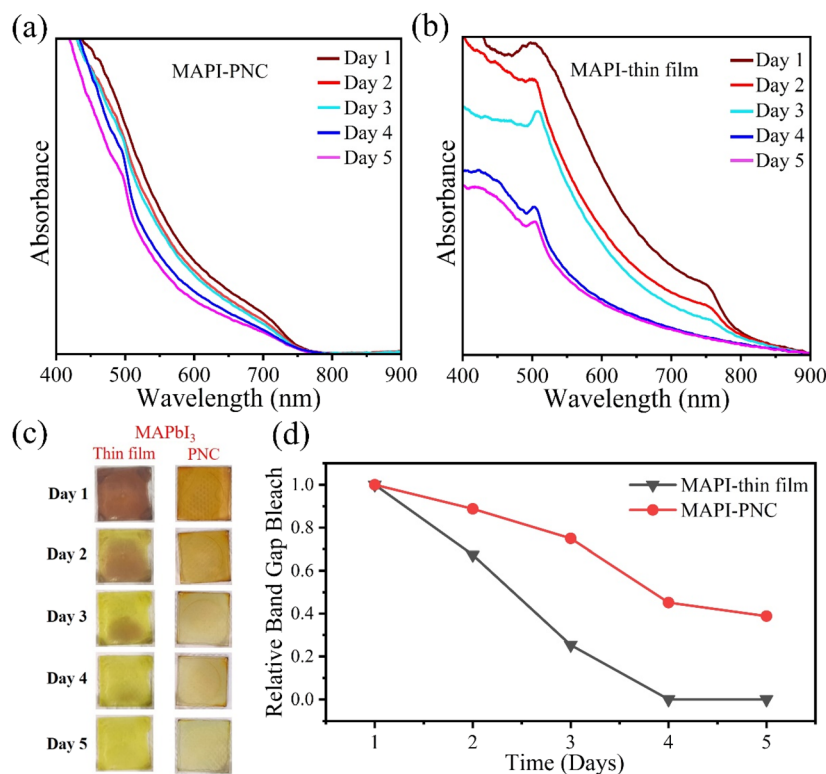 (a)
MAPI-PNC
Day 1
Day 2
Day 3
Day 4
Day 5
Absorbance
400 500 600 700 800 900
Wavelength (nm)
(b)
MAPI-thin film
Day 1
Day 2
Day 3
Day 4
Day 5
Absorbance
400 500 600 700 800 900
Wavelength (nm)
(c)
MAPbI₃
Thin film PNC
Day 1
Day 2
Day 3
Day 4
Day 5
(d)
MAPI-thin film
MAPI-PNC
Relative Band Gap Bleach
1.0
0.8
0.6
0.4
0.2
0.0
1 2 3 4 5
Time (Days)